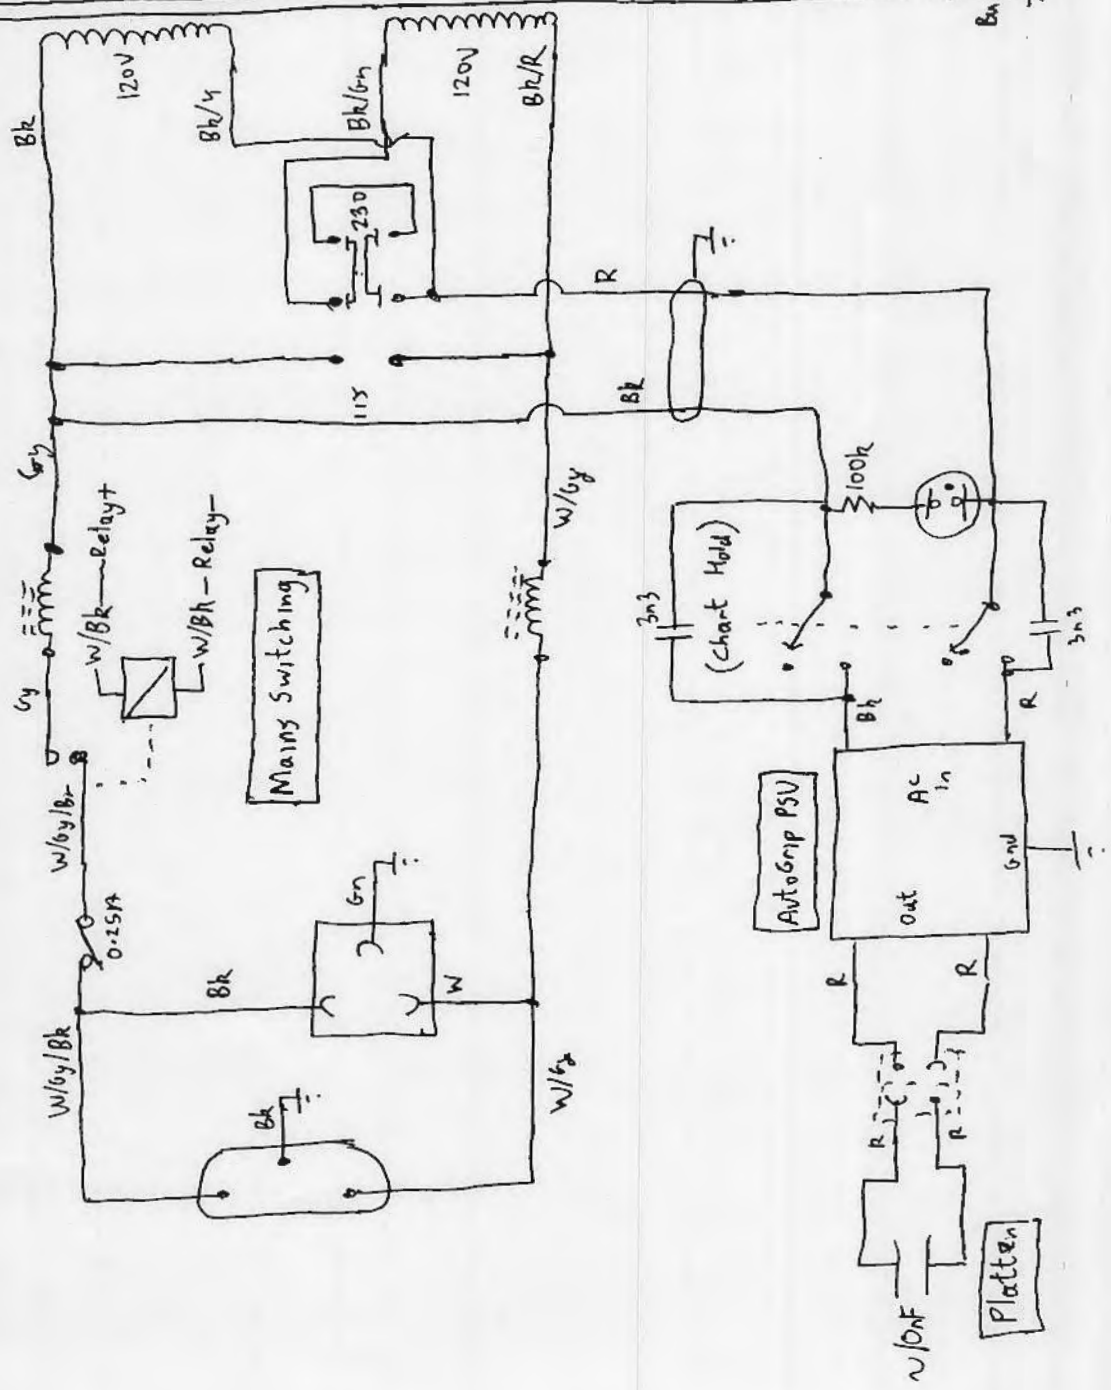 Gy
Gy
Bk
W/Gy/Bk
W/Gy/Br
W/Bk
Relay+
0.25A
120V
W/Bk
Relay-
Bk
Bk/Y
Bk
Mains Switching
Gn
230
115
Bk/Gn
W
120V
W/Gy
Bk/R
R
Bk
3n3
(Chart Hold)
AutoGrip PSU
R
Bk
100k
R
Out
Ac
In
~10nF
R
R
Gnd
R
Platten
3n3
Bu